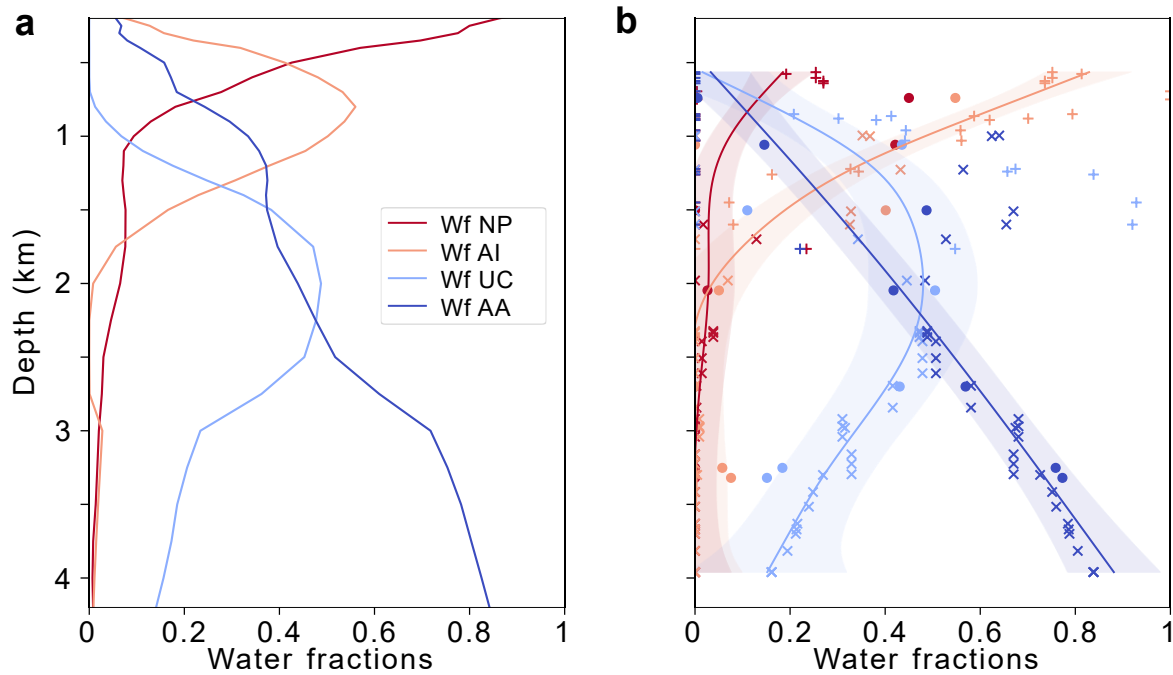 a
Depth (km)
1
2
3
4
Wf NP
Wf AI
Wf UC
Wf AA
0 0.2 0.4 0.6 0.8 1
Water fractions
b
0 0.2 0.4 0.6 0.8 1
Water fractions